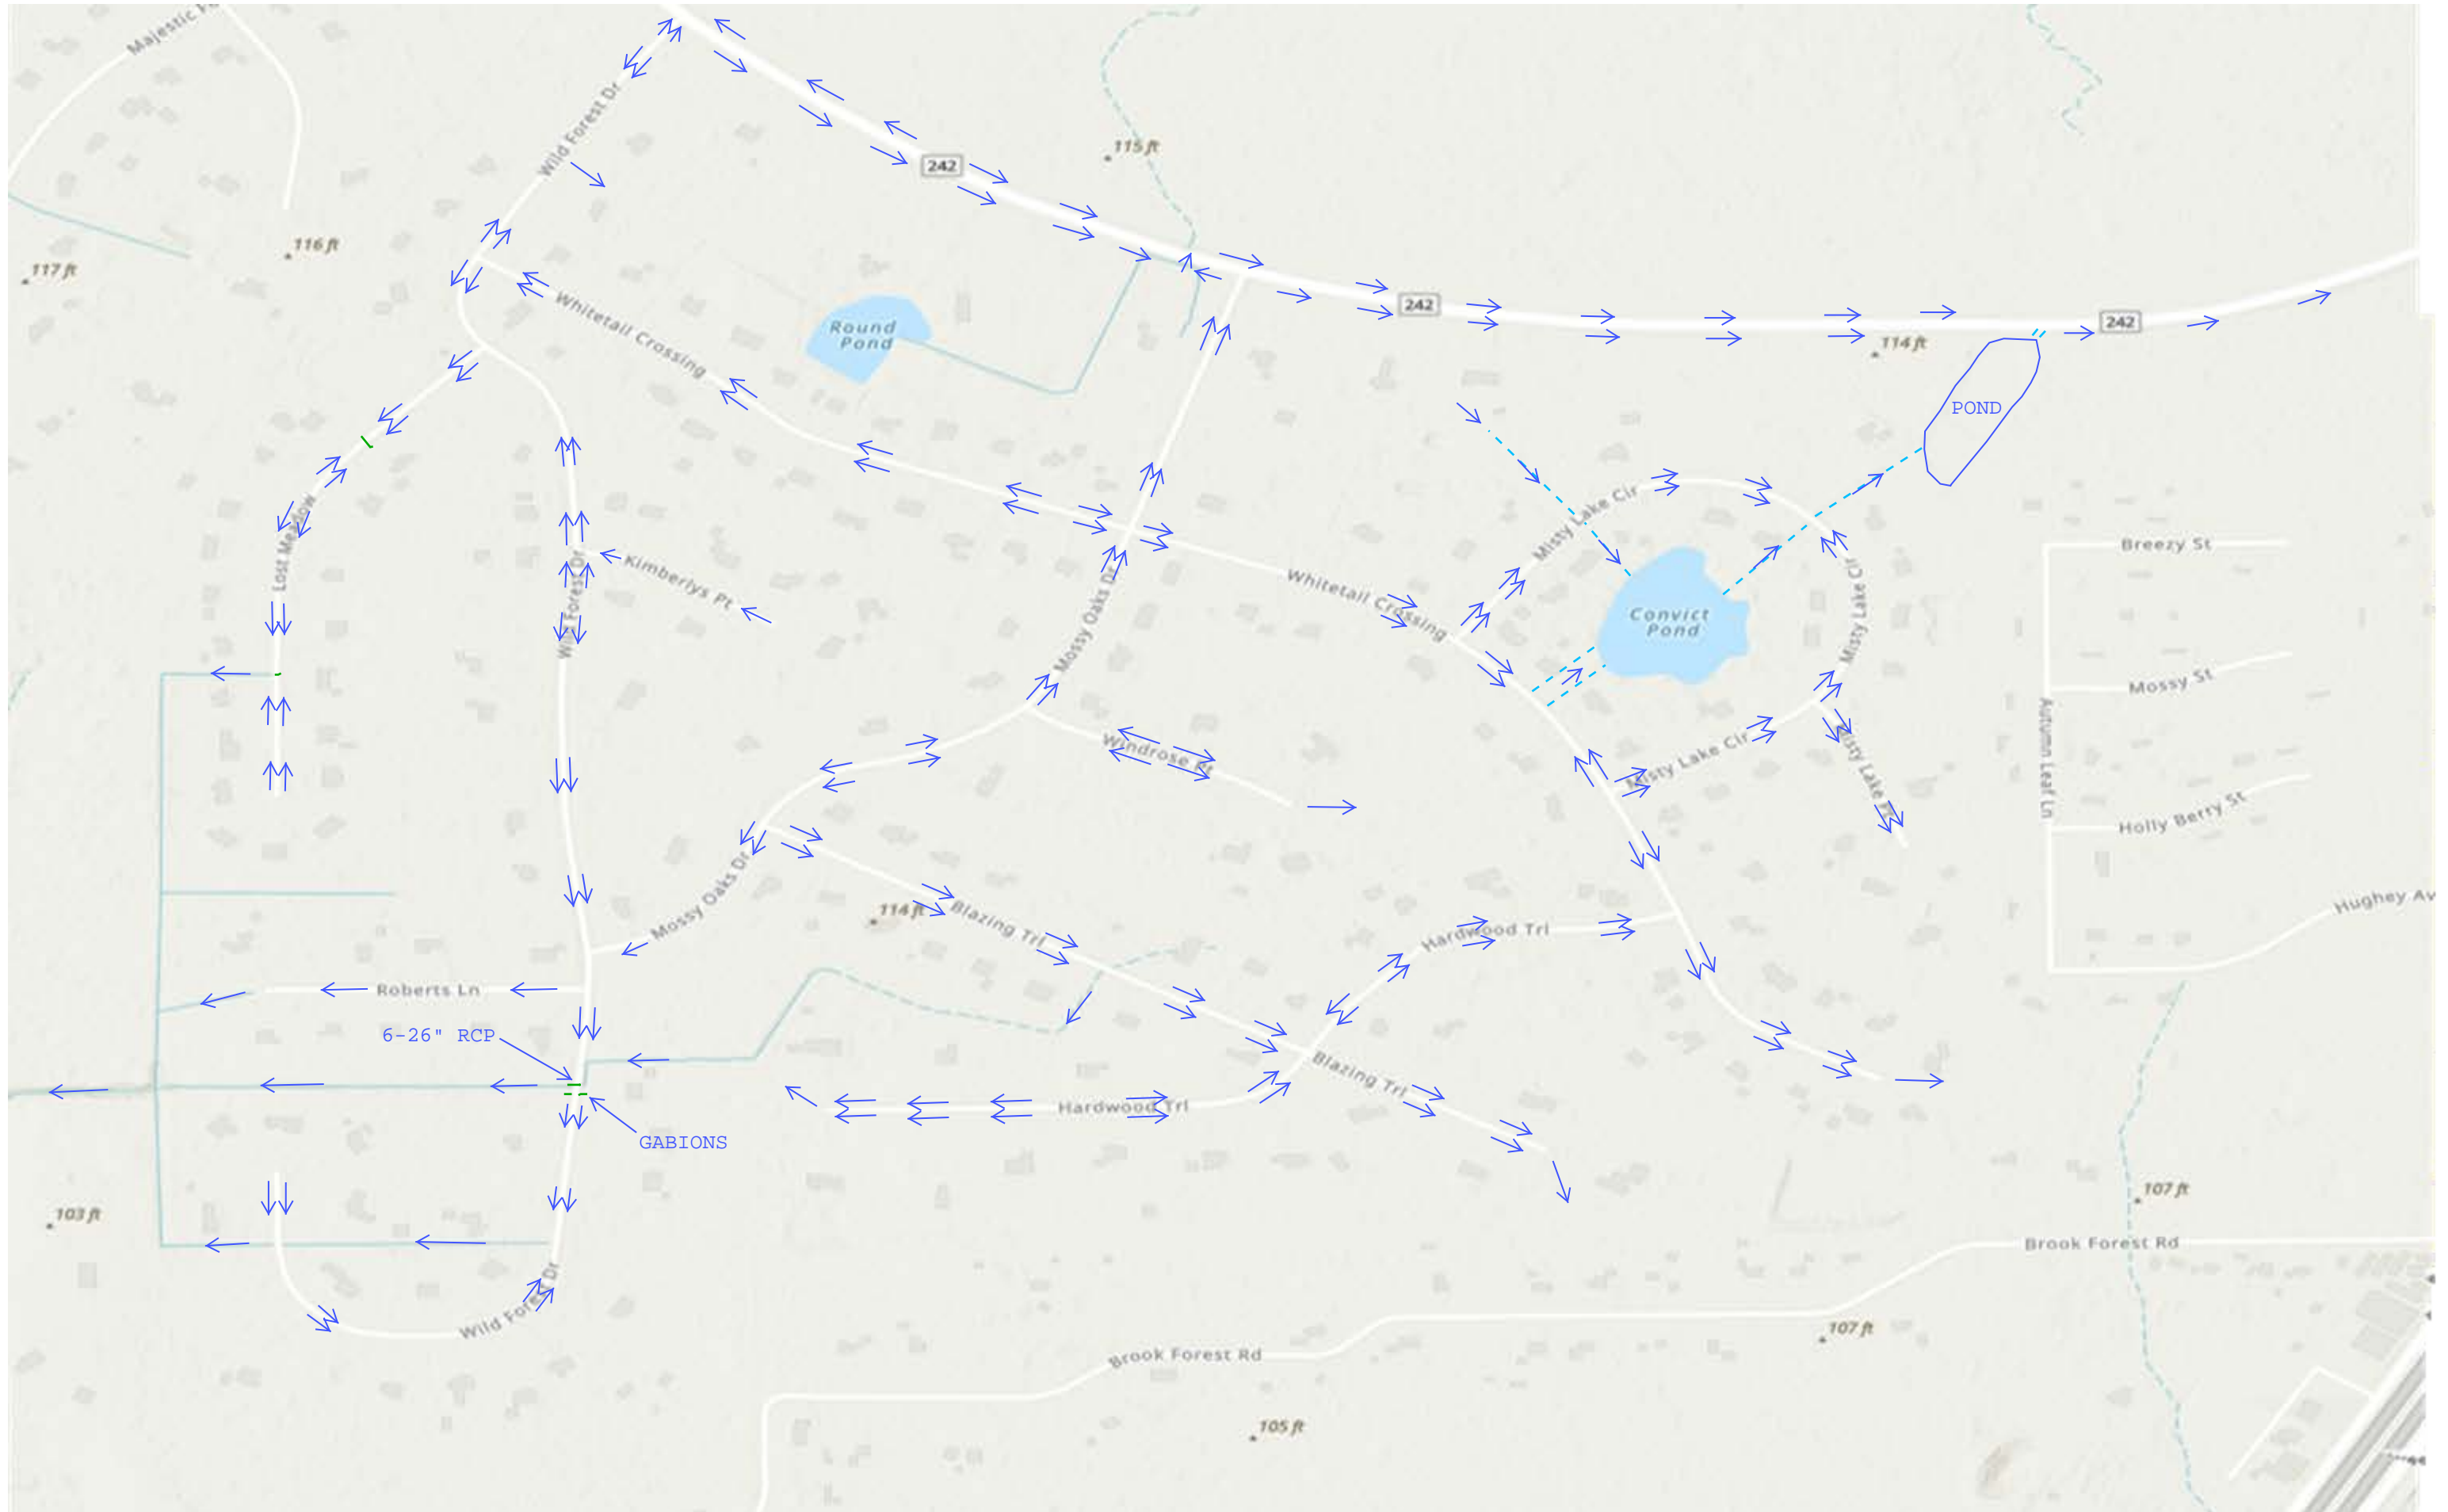 Majestic
Wild Forest Dr
115 ft
242
116 ft
117 ft
Whitetail Crossing
Round
Pond
242
242
114 ft
POND
Lost Meadow
Misty Lake Cir
Breezy St
Kimberlys Pt
Wild Forest Dr
Mossy Oaks Dr
Whitetail Crossing
Convict
Pond
Misty Lake Cir
Mossy St
Autumn Leaf Ln
Windrose Pt
Misty Lake Cir
Misty Lake Pt
Holly Berry St
Mossy Oaks Dr
114 ft
Blazing Trl
Hardwood Trl
Hughey Av
Roberts Ln
6-26" RCP
Blazing Trl
Hardwood Trl
GABIONS
103 ft
107 ft
Brook Forest Rd
Wild Forest Dr
107 ft
Brook Forest Rd
105 ft